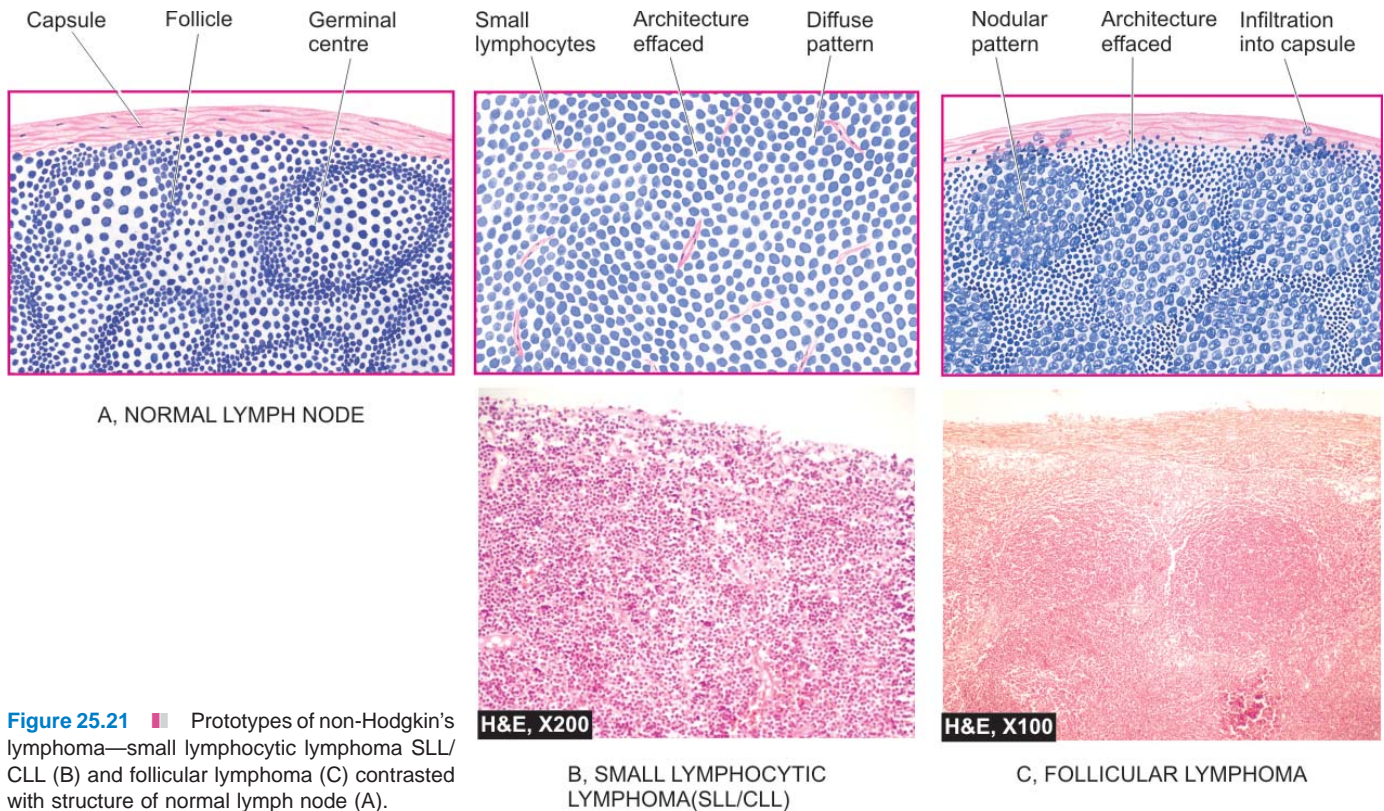 Capsule
Follicle
Germinal
centre
Small
lymphocytes
Architecture
effaced
Diffuse
pattern
Nodular
pattern
Architecture
effaced
Infiltration
into capsule
A, NORMAL LYMPH NODE
H&E, X200
H&E, X100
B, SMALL LYMPHOCYTIC
LYMPHOMA(SLL/CLL)
C, FOLLICULAR LYMPHOMA
Figure 25.21 Prototypes of non-Hodgkin's
lymphoma—small lymphocytic lymphoma SLL/
CLL (B) and follicular lymphoma (C) contrasted
with structure of normal lymph node (A).